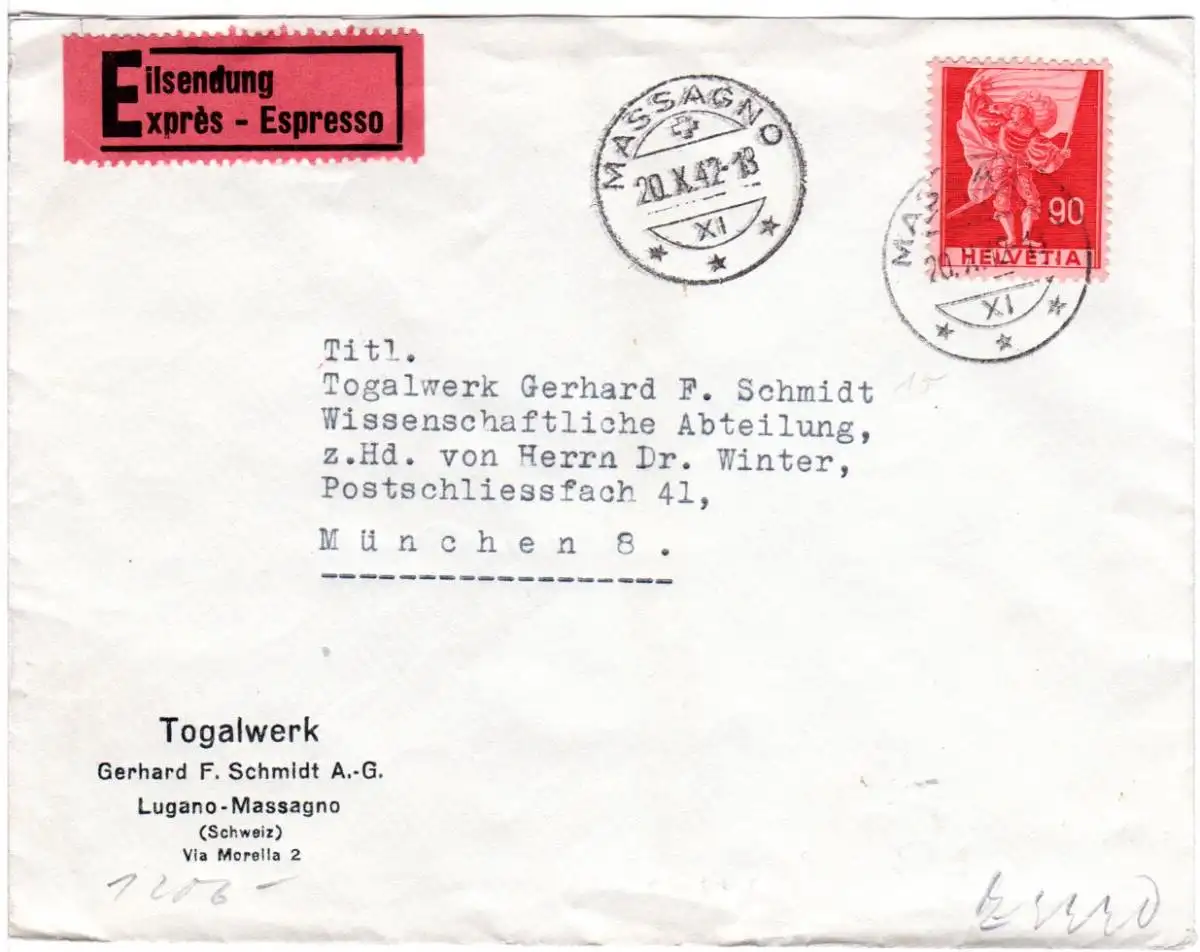 Eilsendung
Exprès - Espresso
MASSAGNO
20.X.42-18
XI
90
HELVETIA
XI
Titl.
Togalwerk Gerhard F. Schmidt
Wissenschaftliche Abteilung,
z.Hd. von Herrn Dr. Winter,
Postschliessfach 41,
München 8.
Togalwerk
Gerhard F. Schmidt A.-G.
Lugano-Massagno
(Schweiz)
Via Morella 2